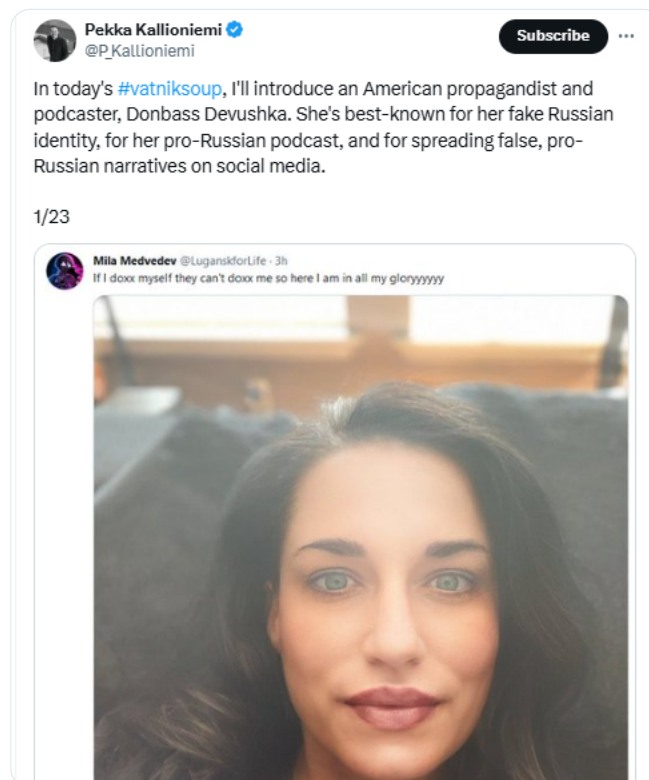 Pekka Kallioniemi
@P_Kallioniemi
Subscribe
In today's #vatniksoup, I'll introduce an American propagandist and
podcaster, Donbass Devushka. She's best-known for her fake Russian
identity, for her pro-Russian podcast, and for spreading false, pro-
Russian narratives on social media.
1/23
Mila Medvedev @LuganskforLife · 3h
If I doxx myself they can't doxx me so here I am in all my gloryyyyyy